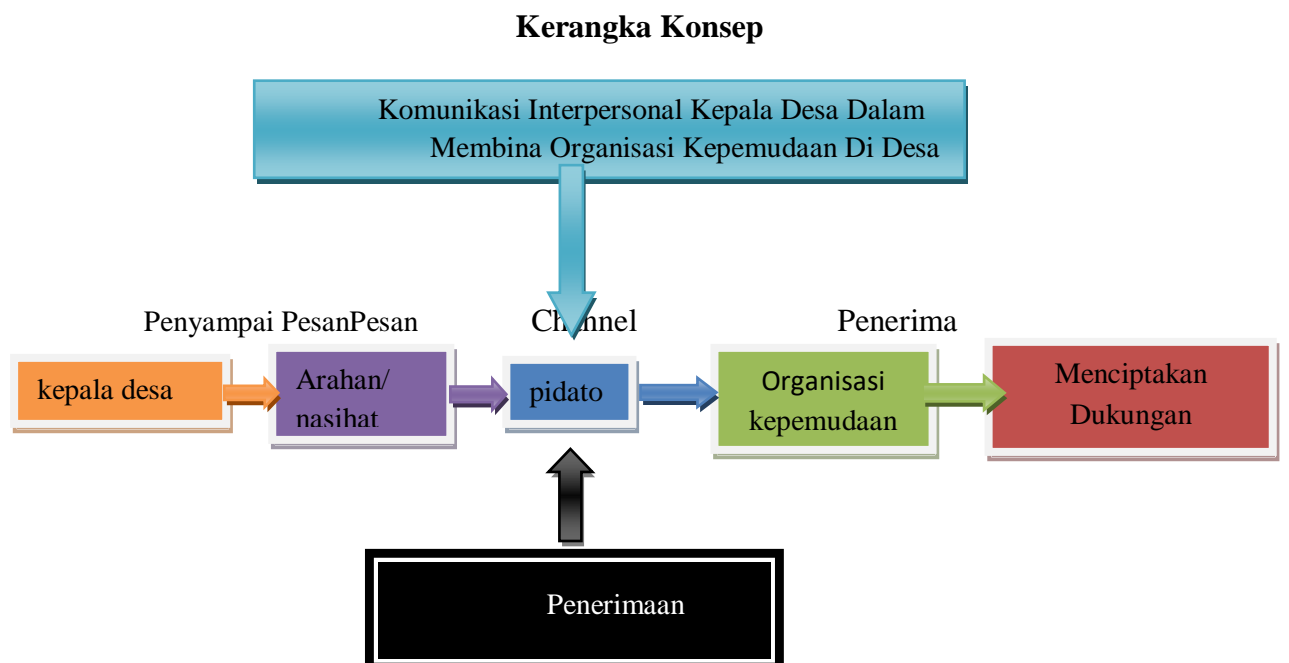 Kerangka Konsep
Komunikasi Interpersonal Kepala Desa Dalam
Membina Organisasi Kepemudaan Di Desa
Penyampai PesanPesan Channel Penerima
kepala desa
Arahan/
nasihat
pidato
Organisasi
kepemudaan
Menciptakan
Dukungan
Penerimaan